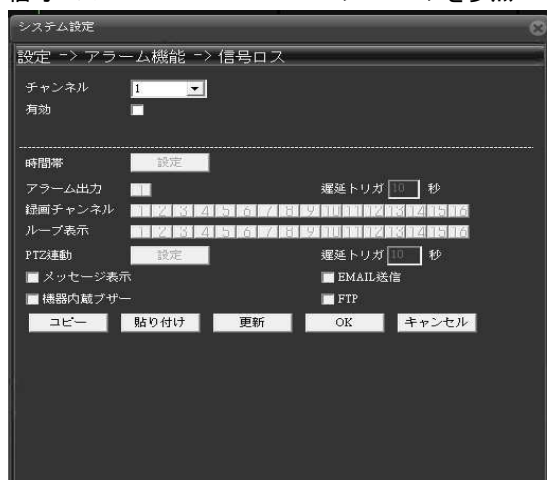 システム設定
設定 -> アラーム機能 -> 信号ロス
チャンネル 1
有効
時間帯 設定
アラーム出力 1 遅延トリガ 10 秒
録画チャンネル 1 2 3 4 5 6 7 8 9 10 11 12 13 14 15 16
ループ表示 1 2 3 4 5 6 7 8 9 10 11 12 13 14 15 16
PTZ連動 設定 遅延トリガ 10 秒
メッセージ表示 EMAIL送信
機器内蔵ブザー FTP
コピー 貼り付け 更新 OK キャンセル